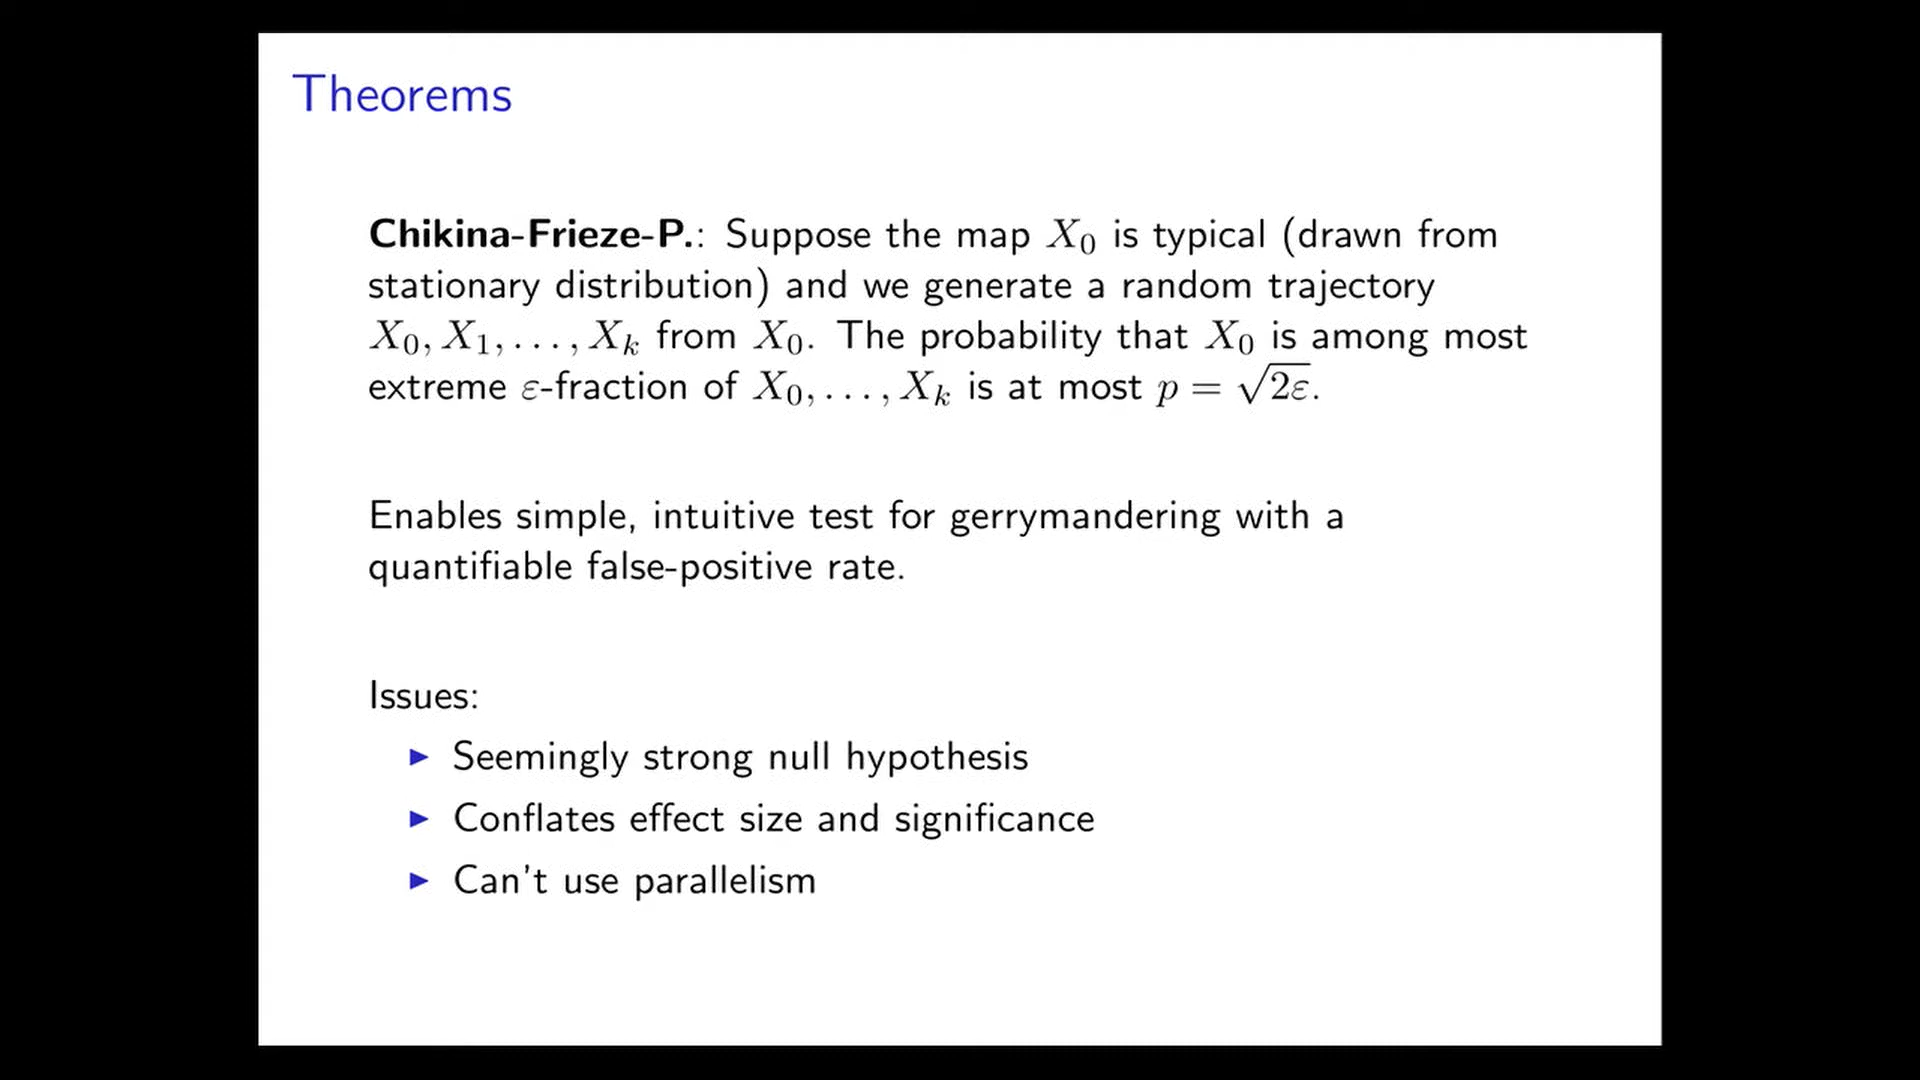 Theorems
Chikina-Frieze-P.: Suppose the map X₀ is typical (drawn from
stationary distribution) and we generate a random trajectory
X₀, X₁, . . . , Xₖ from X₀. The probability that X₀ is among most
extreme ε-fraction of X₀, . . . , Xₖ is at most p = √2ε.
Enables simple, intuitive test for gerrymandering with a
quantifiable false-positive rate.
Issues:
▶ Seemingly strong null hypothesis
▶ Conflates effect size and significance
▶ Can't use parallelism